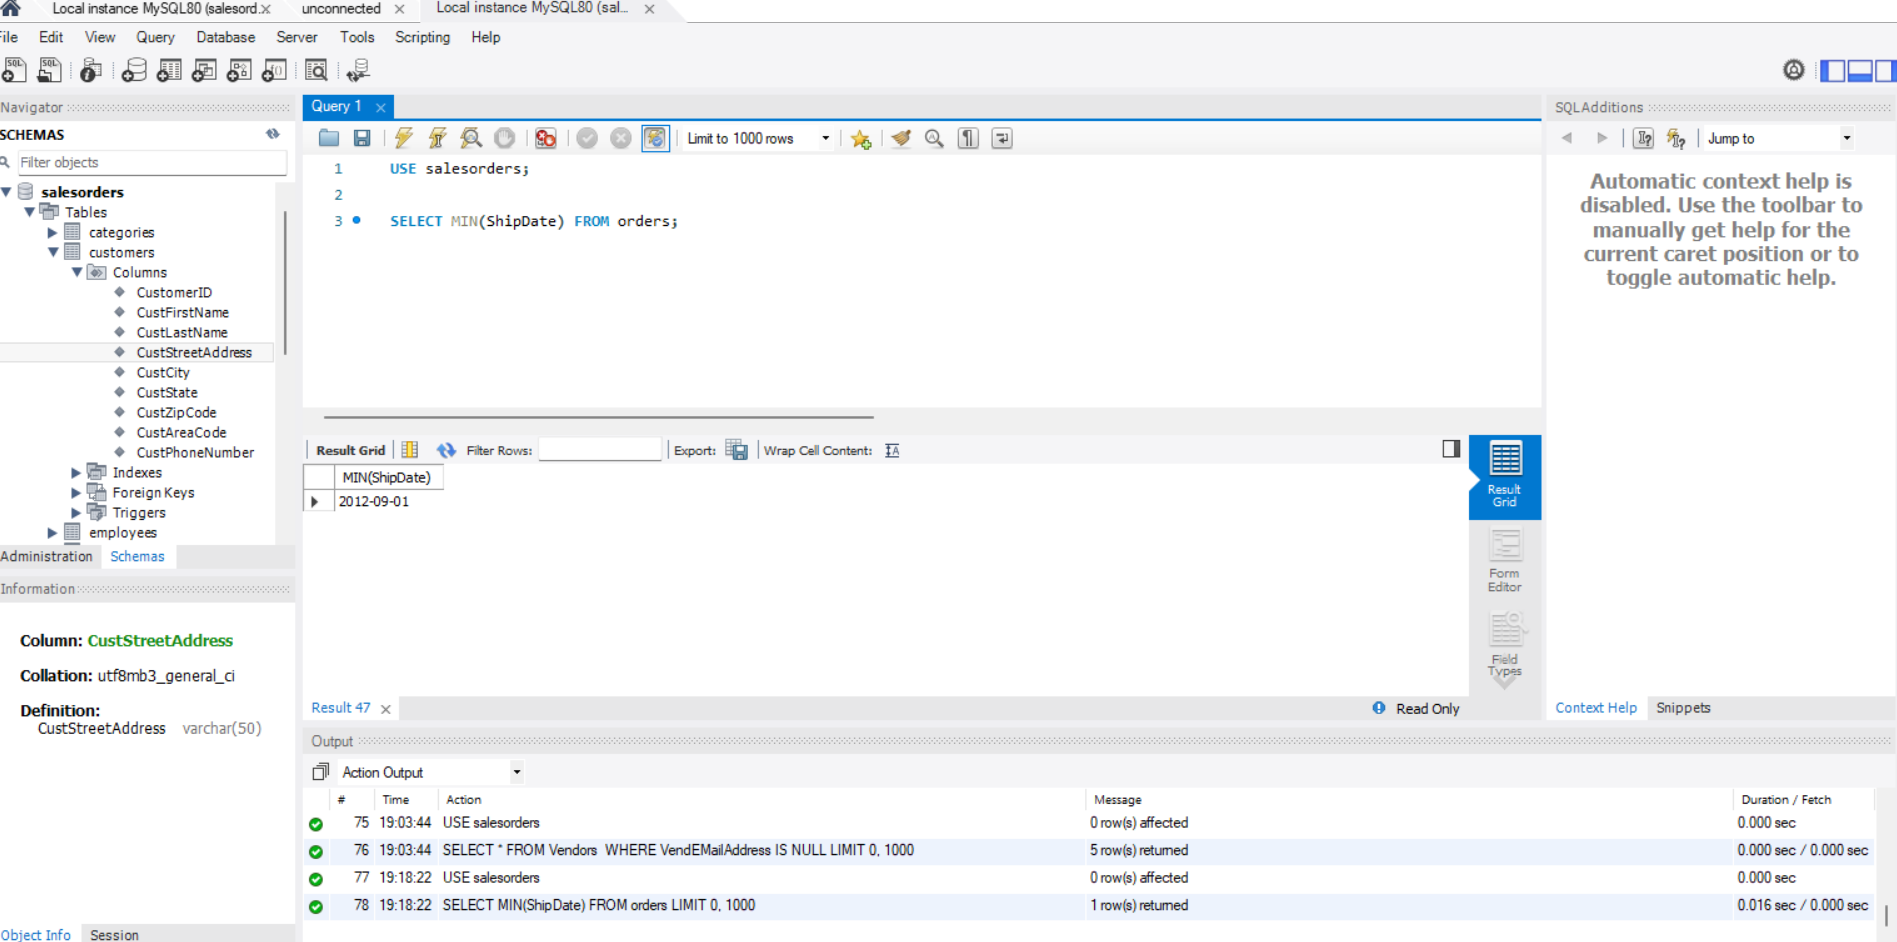 Local instance MySQL80 (salesord.x
unconnected
Local instance MySQL80 (sal...
File Edit View Query Database Server Tools Scripting Help
Navigator
SCHEMAS
Filter objects
salesorders
Tables
categories
customers
Columns
CustomerID
CustFirstName
CustLastName
CustStreetAddress
CustCity
CustState
CustZipCode
CustAreaCode
CustPhoneNumber
Indexes
Foreign Keys
Triggers
employees
Administration Schemas
Information
Column: CustStreetAddress
Collation: utf8mb3_general_ci
Definition:
CustStreetAddress varchar(50)
Object Info Session
Query 1
Limit to 1000 rows
1 USE salesorders;
2
3 SELECT MIN(ShipDate) FROM orders;
Result Grid Filter Rows: Export: Wrap Cell Content:
MIN(ShipDate)
2012-09-01
Result
Grid
Form
Editor
Field
Types
Result 47
Read Only
SQLAdditions
Jump to
Automatic context help is
disabled. Use the toolbar to
manually get help for the
current caret position or to
toggle automatic help.
Context Help Snippets
Output
Action Output
# Time Action Message Duration / Fetch
75 19:03:44 USE salesorders 0 row(s) affected 0.000 sec
76 19:03:44 SELECT * FROM Vendors WHERE VendEMailAddress IS NULL LIMIT 0, 1000 5 row(s) returned 0.000 sec / 0.000 sec
77 19:18:22 USE salesorders 0 row(s) affected 0.000 sec
78 19:18:22 SELECT MIN(ShipDate) FROM orders LIMIT 0, 1000 1 row(s) returned 0.016 sec / 0.000 sec